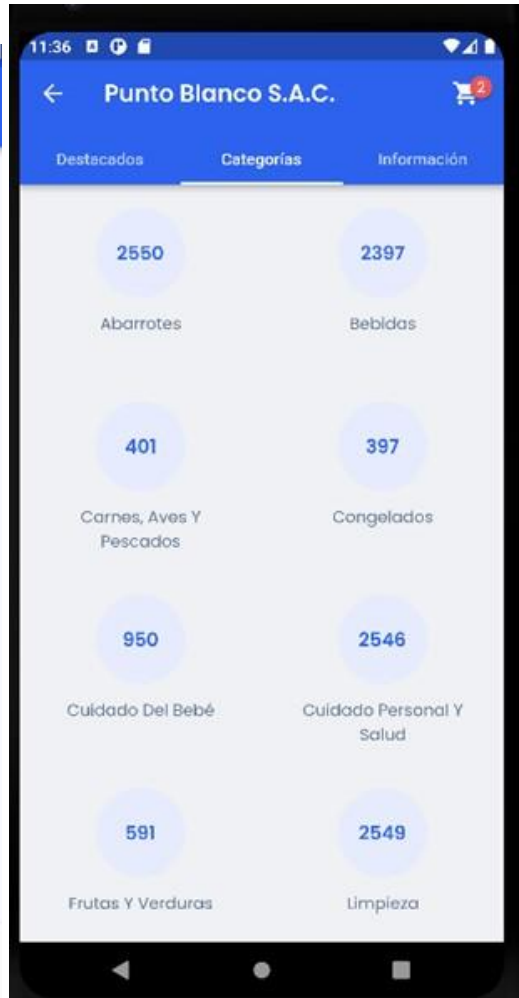 11:36
Punto Blanco S.A.C.
2
Destacados Categorías Información
2550 2397
Abarrotes Bebidas
401 397
Carnes, Aves Y
Pescados
Congelados
950 2546
Cuidado Del Bebé
Cuidado Personal Y
Salud
591 2549
Frutas Y Verduras Limpieza